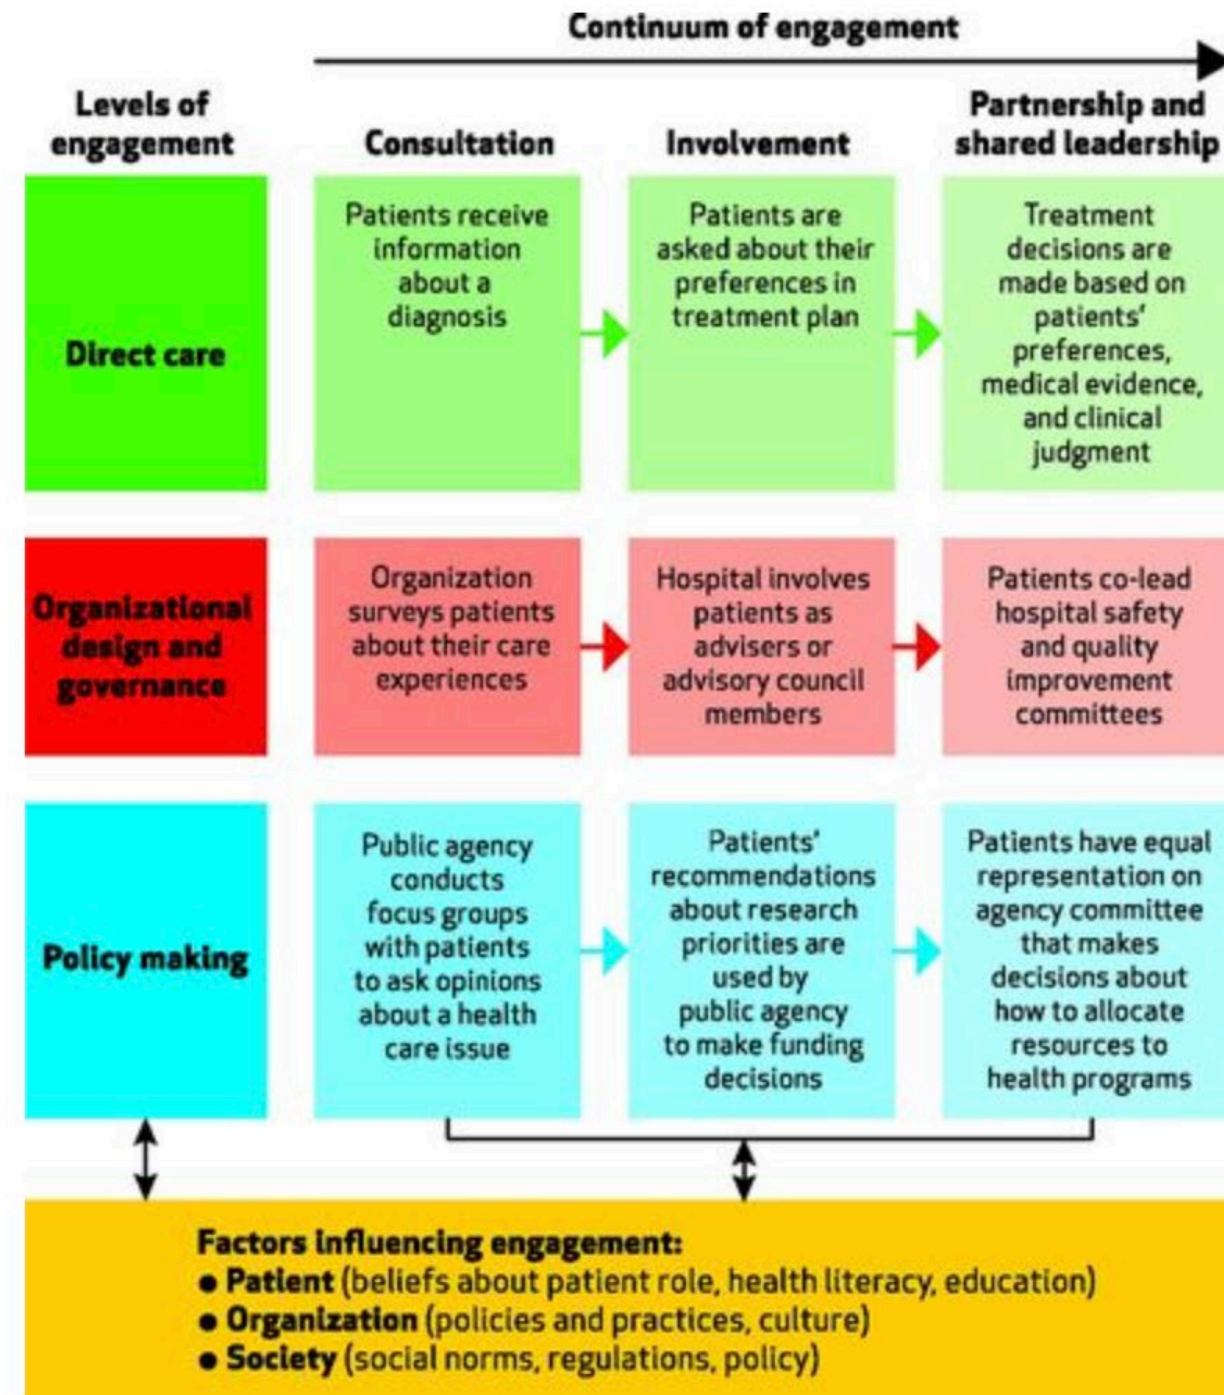 Continuum of engagement
Levels of
engagement
Consultation
Involvement
Partnership and
shared leadership
Direct care
Patients receive
information
about a
diagnosis
Patients are
asked about their
preferences in
treatment plan
Treatment
decisions are
made based on
patients’
preferences,
medical evidence,
and clinical
judgment
Organizational
design and
governance
Organization
surveys patients
about their care
experiences
Hospital involves
patients as
advisers or
advisory council
members
Patients co-lead
hospital safety
and quality
improvement
committees
Policy making
Public agency
conducts
focus groups
with patients
to ask opinions
about a health
care issue
Patients’
recommendations
about research
priorities are
used by
public agency
to make funding
decisions
Patients have equal
representation on
agency committee
that makes
decisions about
how to allocate
resources to
health programs
Factors influencing engagement:
● Patient (beliefs about patient role, health literacy, education)
● Organization (policies and practices, culture)
● Society (social norms, regulations, policy)